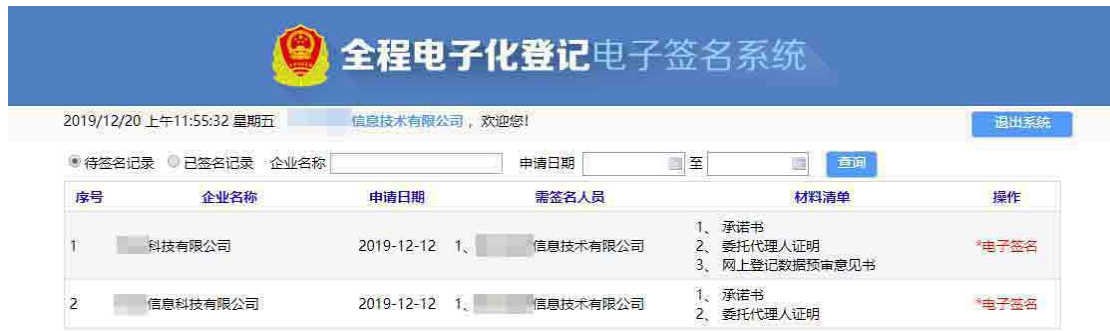 全程电子化登记电子签名系统
2019/12/20 上午11:55:32 星期五 信息技术有限公司 , 欢迎您! 退出系统
待签名记录 已签名记录 企业名称 申请日期 至 查询
序号 企业名称 申请日期 需签名人员 材料清单 操作
1 科技有限公司 2019-12-12 1、 信息技术有限公司 1、 承诺书
2、 委托代理人证明
3、 网上登记数据预审意见书
*电子签名
2 信息科技有限公司 2019-12-12 1、 信息技术有限公司 1、 承诺书
2、 委托代理人证明
*电子签名